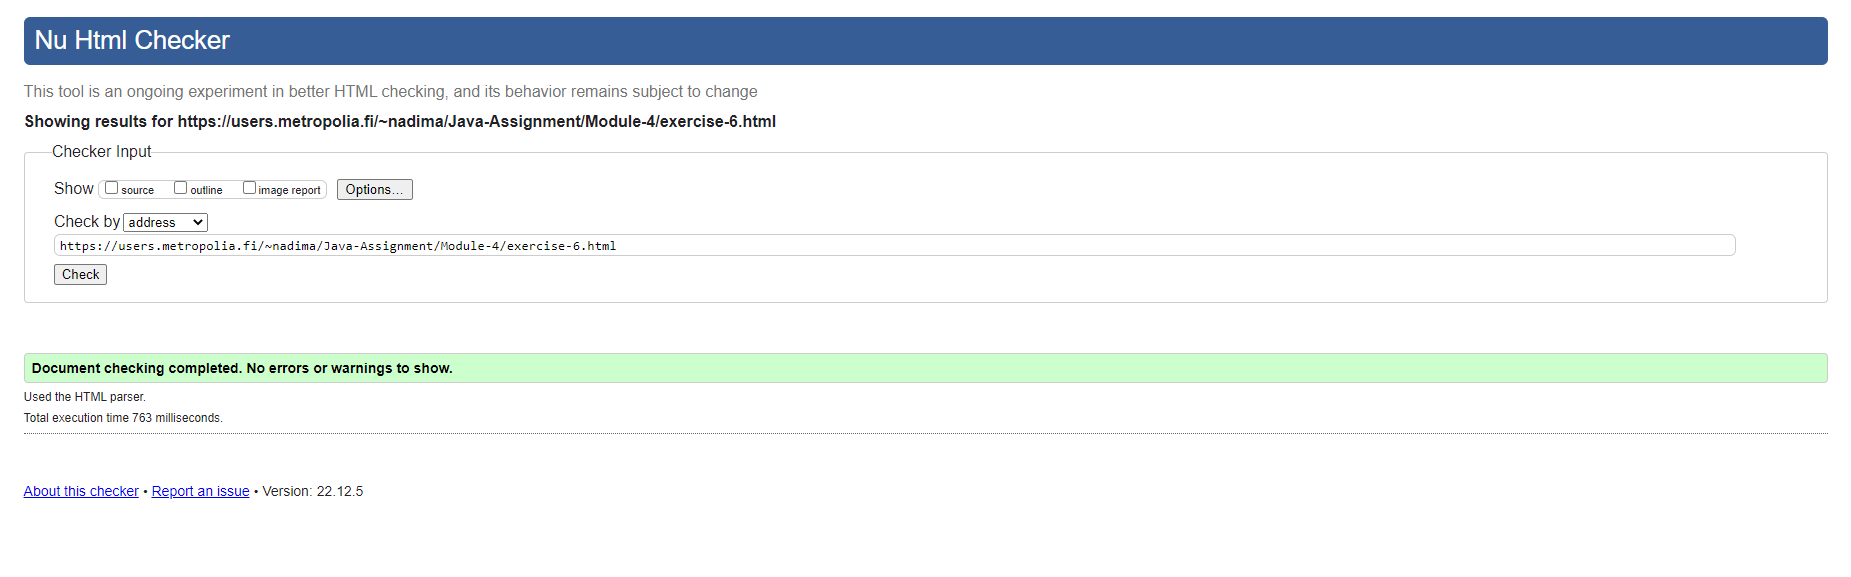 Nu Html Checker
This tool is an ongoing experiment in better HTML checking, and its behavior remains subject to change
Showing results for https://users.metropolia.fi/~nadima/Java-Assignment/Module-4/exercise-6.html
Checker Input
Show source outline image report Options...
Check by address
https://users.metropolia.fi/~nadima/Java-Assignment/Module-4/exercise-6.html
Check
Document checking completed. No errors or warnings to show.
Used the HTML parser.
Total execution time 763 milliseconds.
About this checker • Report an issue • Version: 22.12.5